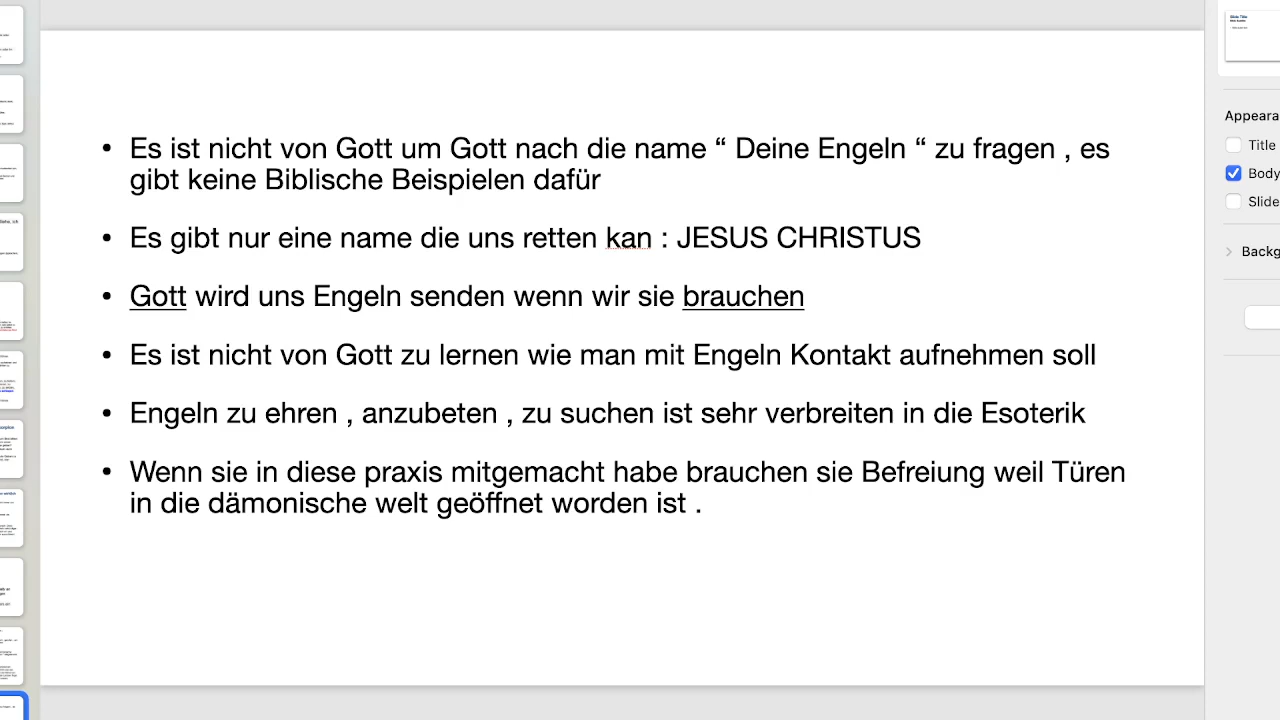 • Es ist nicht von Gott um Gott nach die name “ Deine Engeln “ zu fragen , es
gibt keine Biblische Beispielen dafür
• Es gibt nur eine name die uns retten kan : JESUS CHRISTUS
• Gott wird uns Engeln senden wenn wir sie brauchen
• Es ist nicht von Gott zu lernen wie man mit Engeln Kontakt aufnehmen soll
• Engeln zu ehren , anzubeten , zu suchen ist sehr verbreiten in die Esoterik
• Wenn sie in diese praxis mitgemacht habe brauchen sie Befreiung weil Türen
in die dämonische welt geöffnet worden ist .
Slide Title
Appeara
Title
Body
Slide
Backg